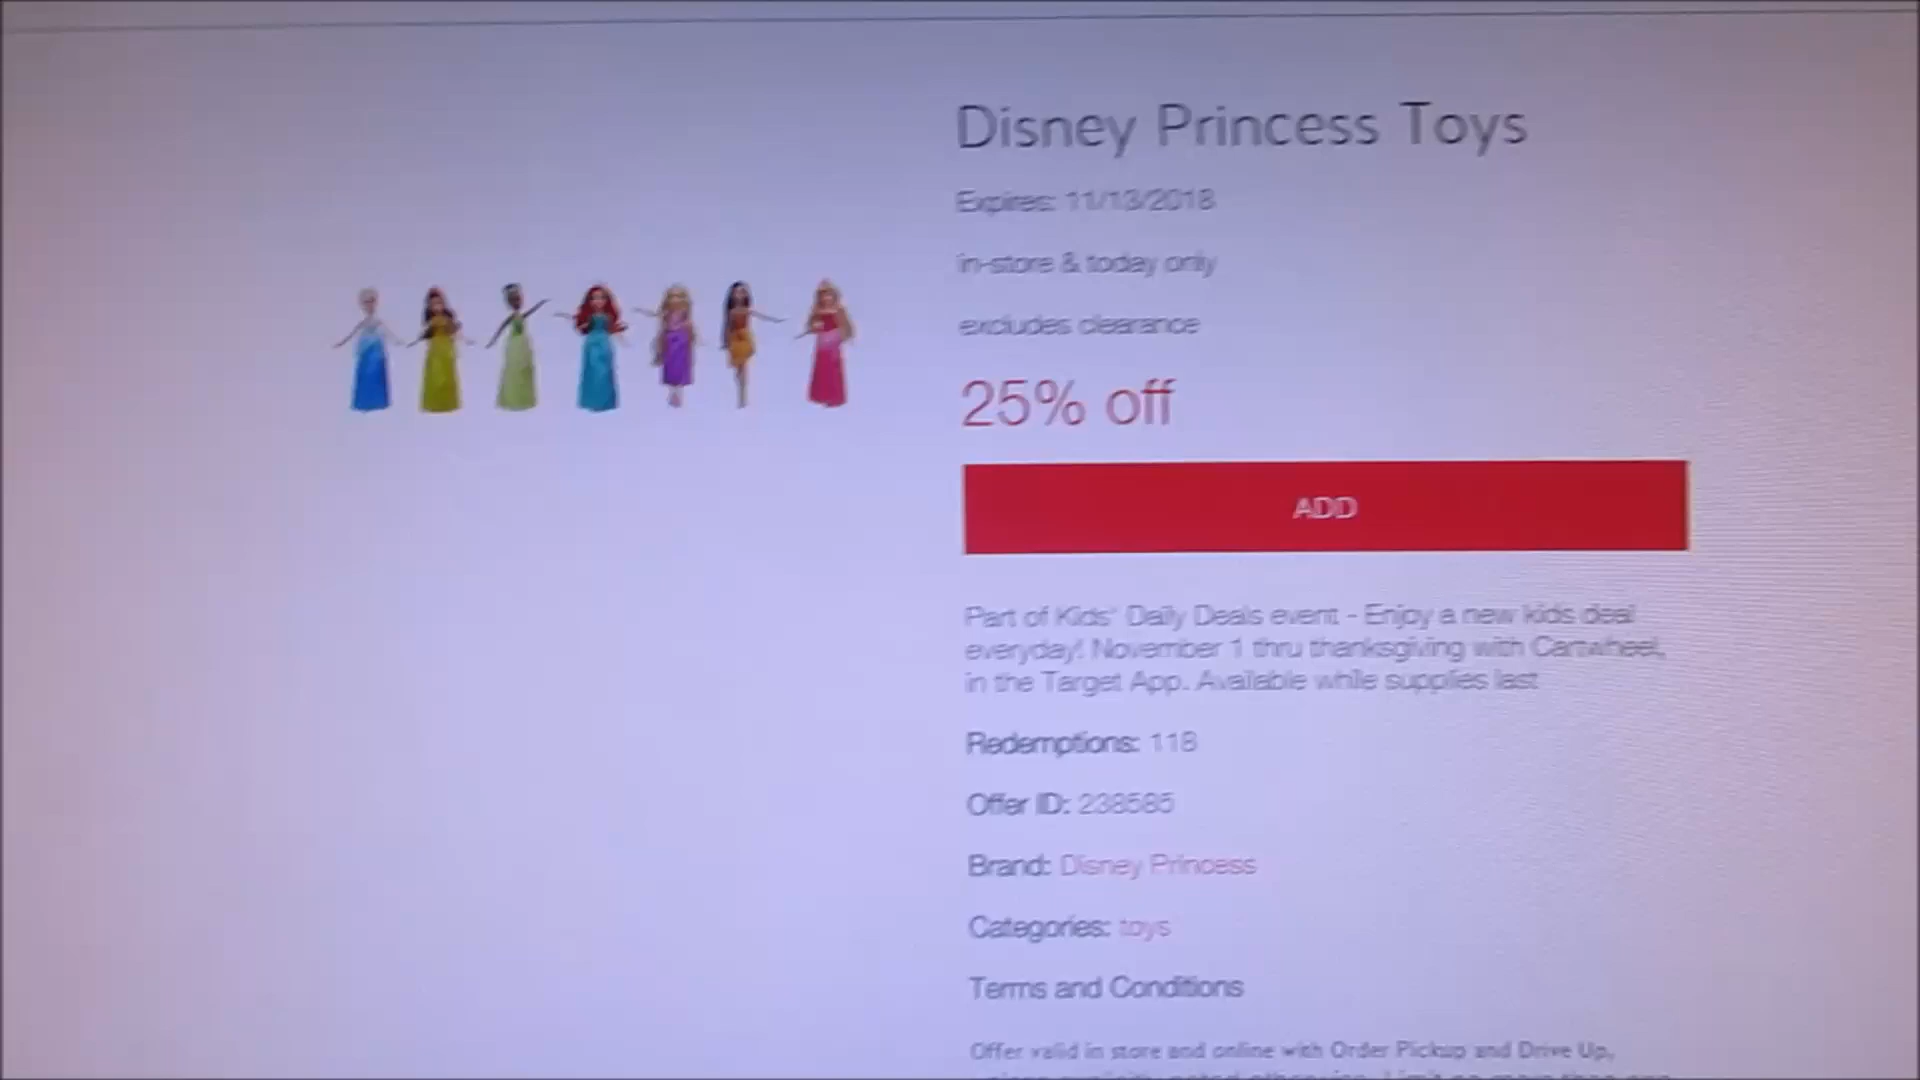 Disney Princess Toys
Expires: 11/13/2018
in-store & today only
excludes clearance
25% off
ADD
Part of Kids' Daily Deals event - Enjoy a new kids deal
everyday! November 1 thru thanksgiving with Cartwheel,
in the Target App. Available while supplies last
Redemptions: 118
Offer ID: 238585
Brand: Disney Princess
Categories: toys
Terms and Conditions
Offer valid in store and online with Order Pickup and Drive Up,